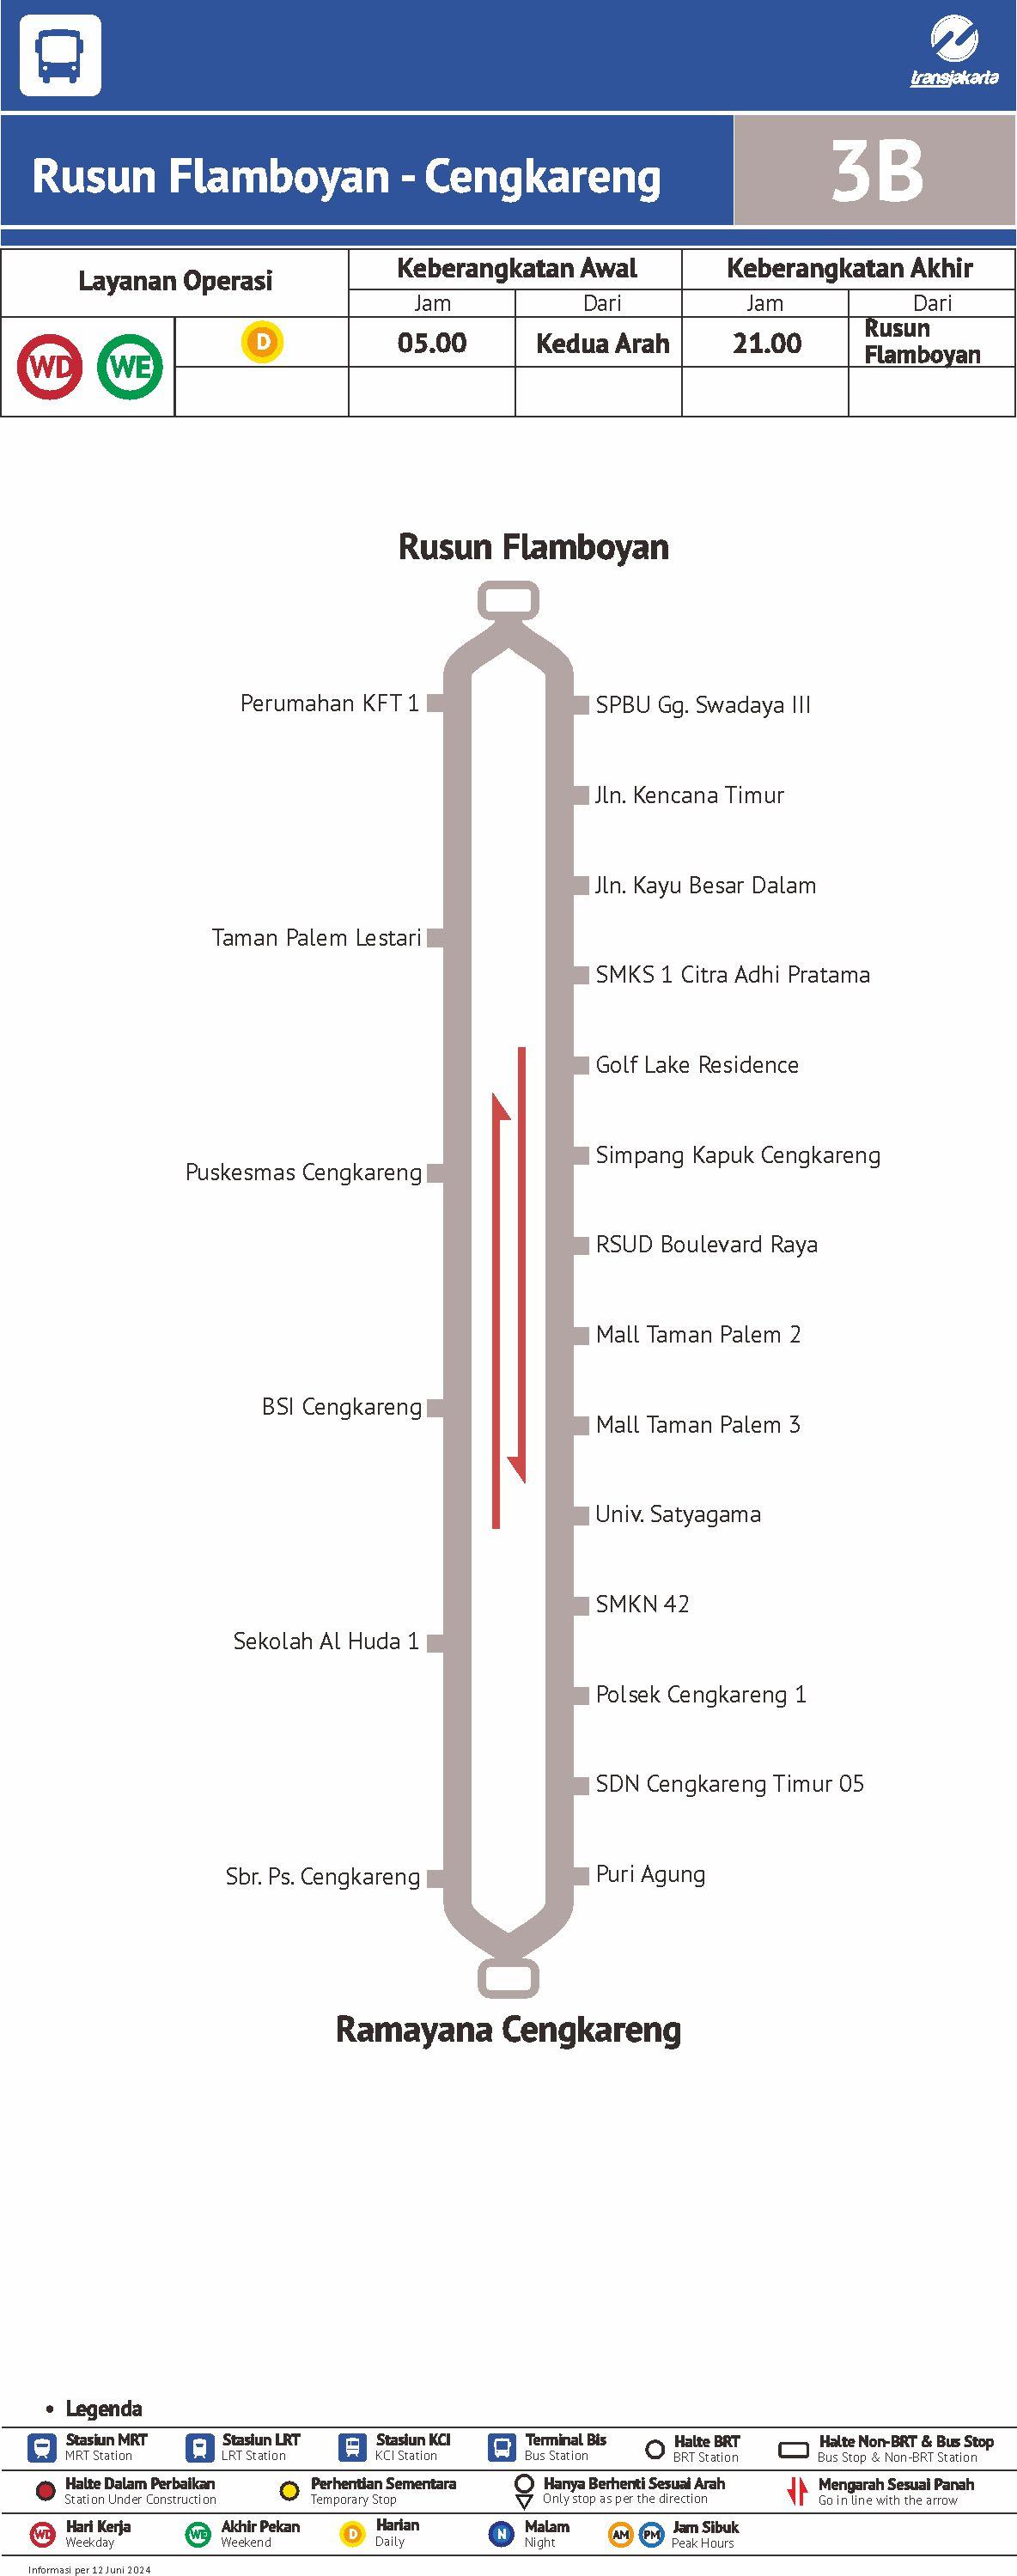 transjakarta
Rusun Flamboyan - Cengkareng
3B
Layanan Operasi
Keberangkatan Awal
Keberangkatan Akhir
Jam
Dari
Jam
Dari
WD
WE
D
05.00
Kedua Arah
21.00
Rusun
Flamboyan
Rusun Flamboyan
Perumahan KFT 1
SPBU Gg. Swadaya III
Jln. Kencana Timur
Jln. Kayu Besar Dalam
Taman Palem Lestari
SMKS 1 Citra Adhi Pratama
Golf Lake Residence
Simpang Kapuk Cengkareng
Puskesmas Cengkareng
RSUD Boulevard Raya
Mall Taman Palem 2
BSI Cengkareng
Mall Taman Palem 3
Univ. Satyagama
SMKN 42
Sekolah Al Huda 1
Polsek Cengkareng 1
SDN Cengkareng Timur 05
Sbr. Ps. Cengkareng
Puri Agung
Ramayana Cengkareng
• Legenda
Stasiun MRT
MRT Station
Stasiun LRT
LRT Station
Stasiun KCI
KCI Station
Terminal Bis
Bus Station
Halte BRT
BRT Station
Halte Non-BRT & Bus Stop
Bus Stop & Non-BRT Station
Halte Dalam Perbaikan
Station Under Construction
Perhentian Sementara
Temporary Stop
Hanya Berhenti Sesuai Arah
Only stop as per the direction
Mengarah Sesuai Panah
Go in line with the arrow
WD
Hari Kerja
Weekday
WE
Akhir Pekan
Weekend
D
Harian
Daily
N
Malam
Night
AM
PM
Jam Sibuk
Peak Hours
Informasi per 12 Juni 2024